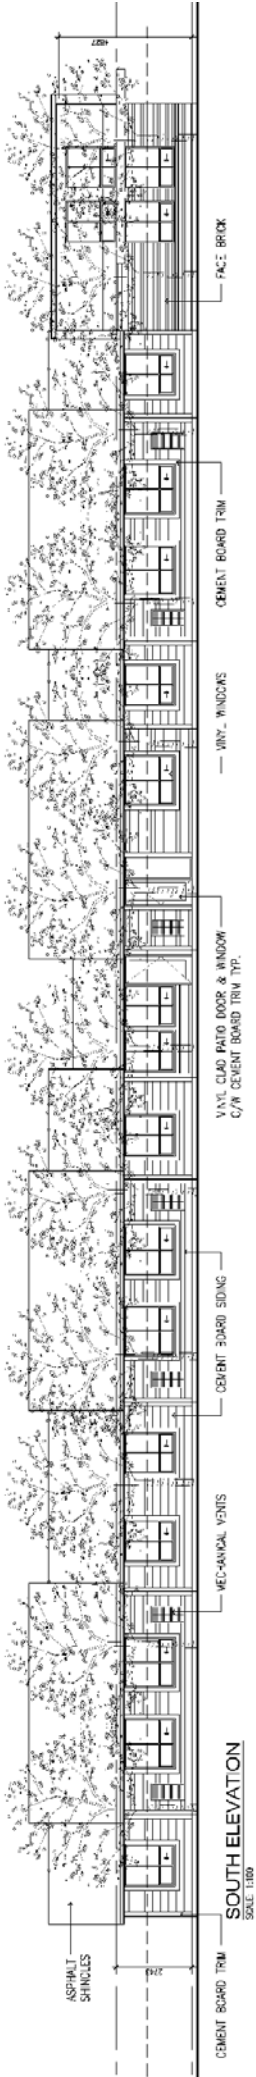 ASPHALT
SHINGLES
CEMENT BOARD TRIM
MECHANICAL VENTS
CEMENT BOARD SIDING
VINYL CLAD PATIO DOOR & WINDOW
C/W CEMENT BOARD TRIM TYP.
VINYL WINDOWS
CEMENT BOARD TRIM
FACE BRICK
SOUTH ELEVATION
SCALE 1:100